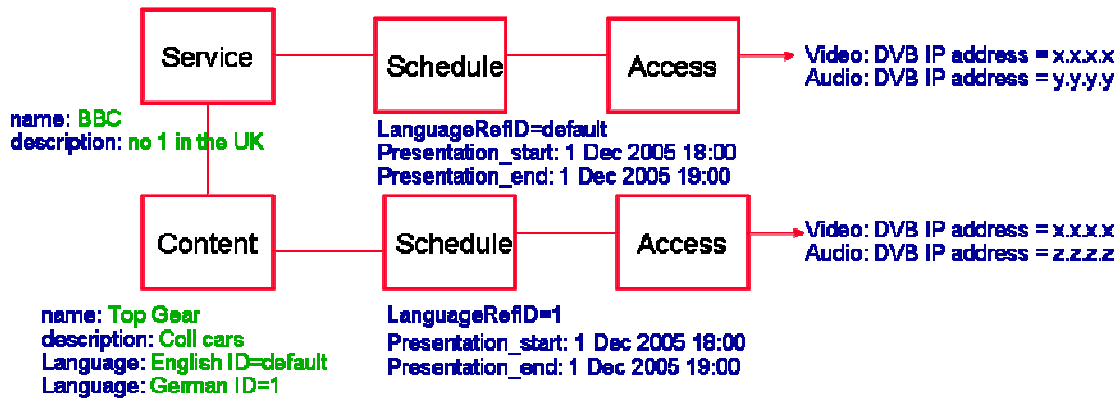 Service
Schedule
Access
Video: DVB IP address = x.x.x.x
Audio: DVB IP address = y.y.y.y
name: BBC
description: no 1 in the UK
LanguageRefID=default
Presentation_start: 1 Dec 2005 18:00
Presentation_end: 1 Dec 2005 19:00
Content
Schedule
Access
Video: DVB IP address = x.x.x.x
Audio: DVB IP address = z.z.z.z
name: Top Gear
description: Coll cars
Language: English ID=default
Language: German ID=1
LanguageRefID=1
Presentation_start: 1 Dec 2005 18:00
Presentation_end: 1 Dec 2005 19:00